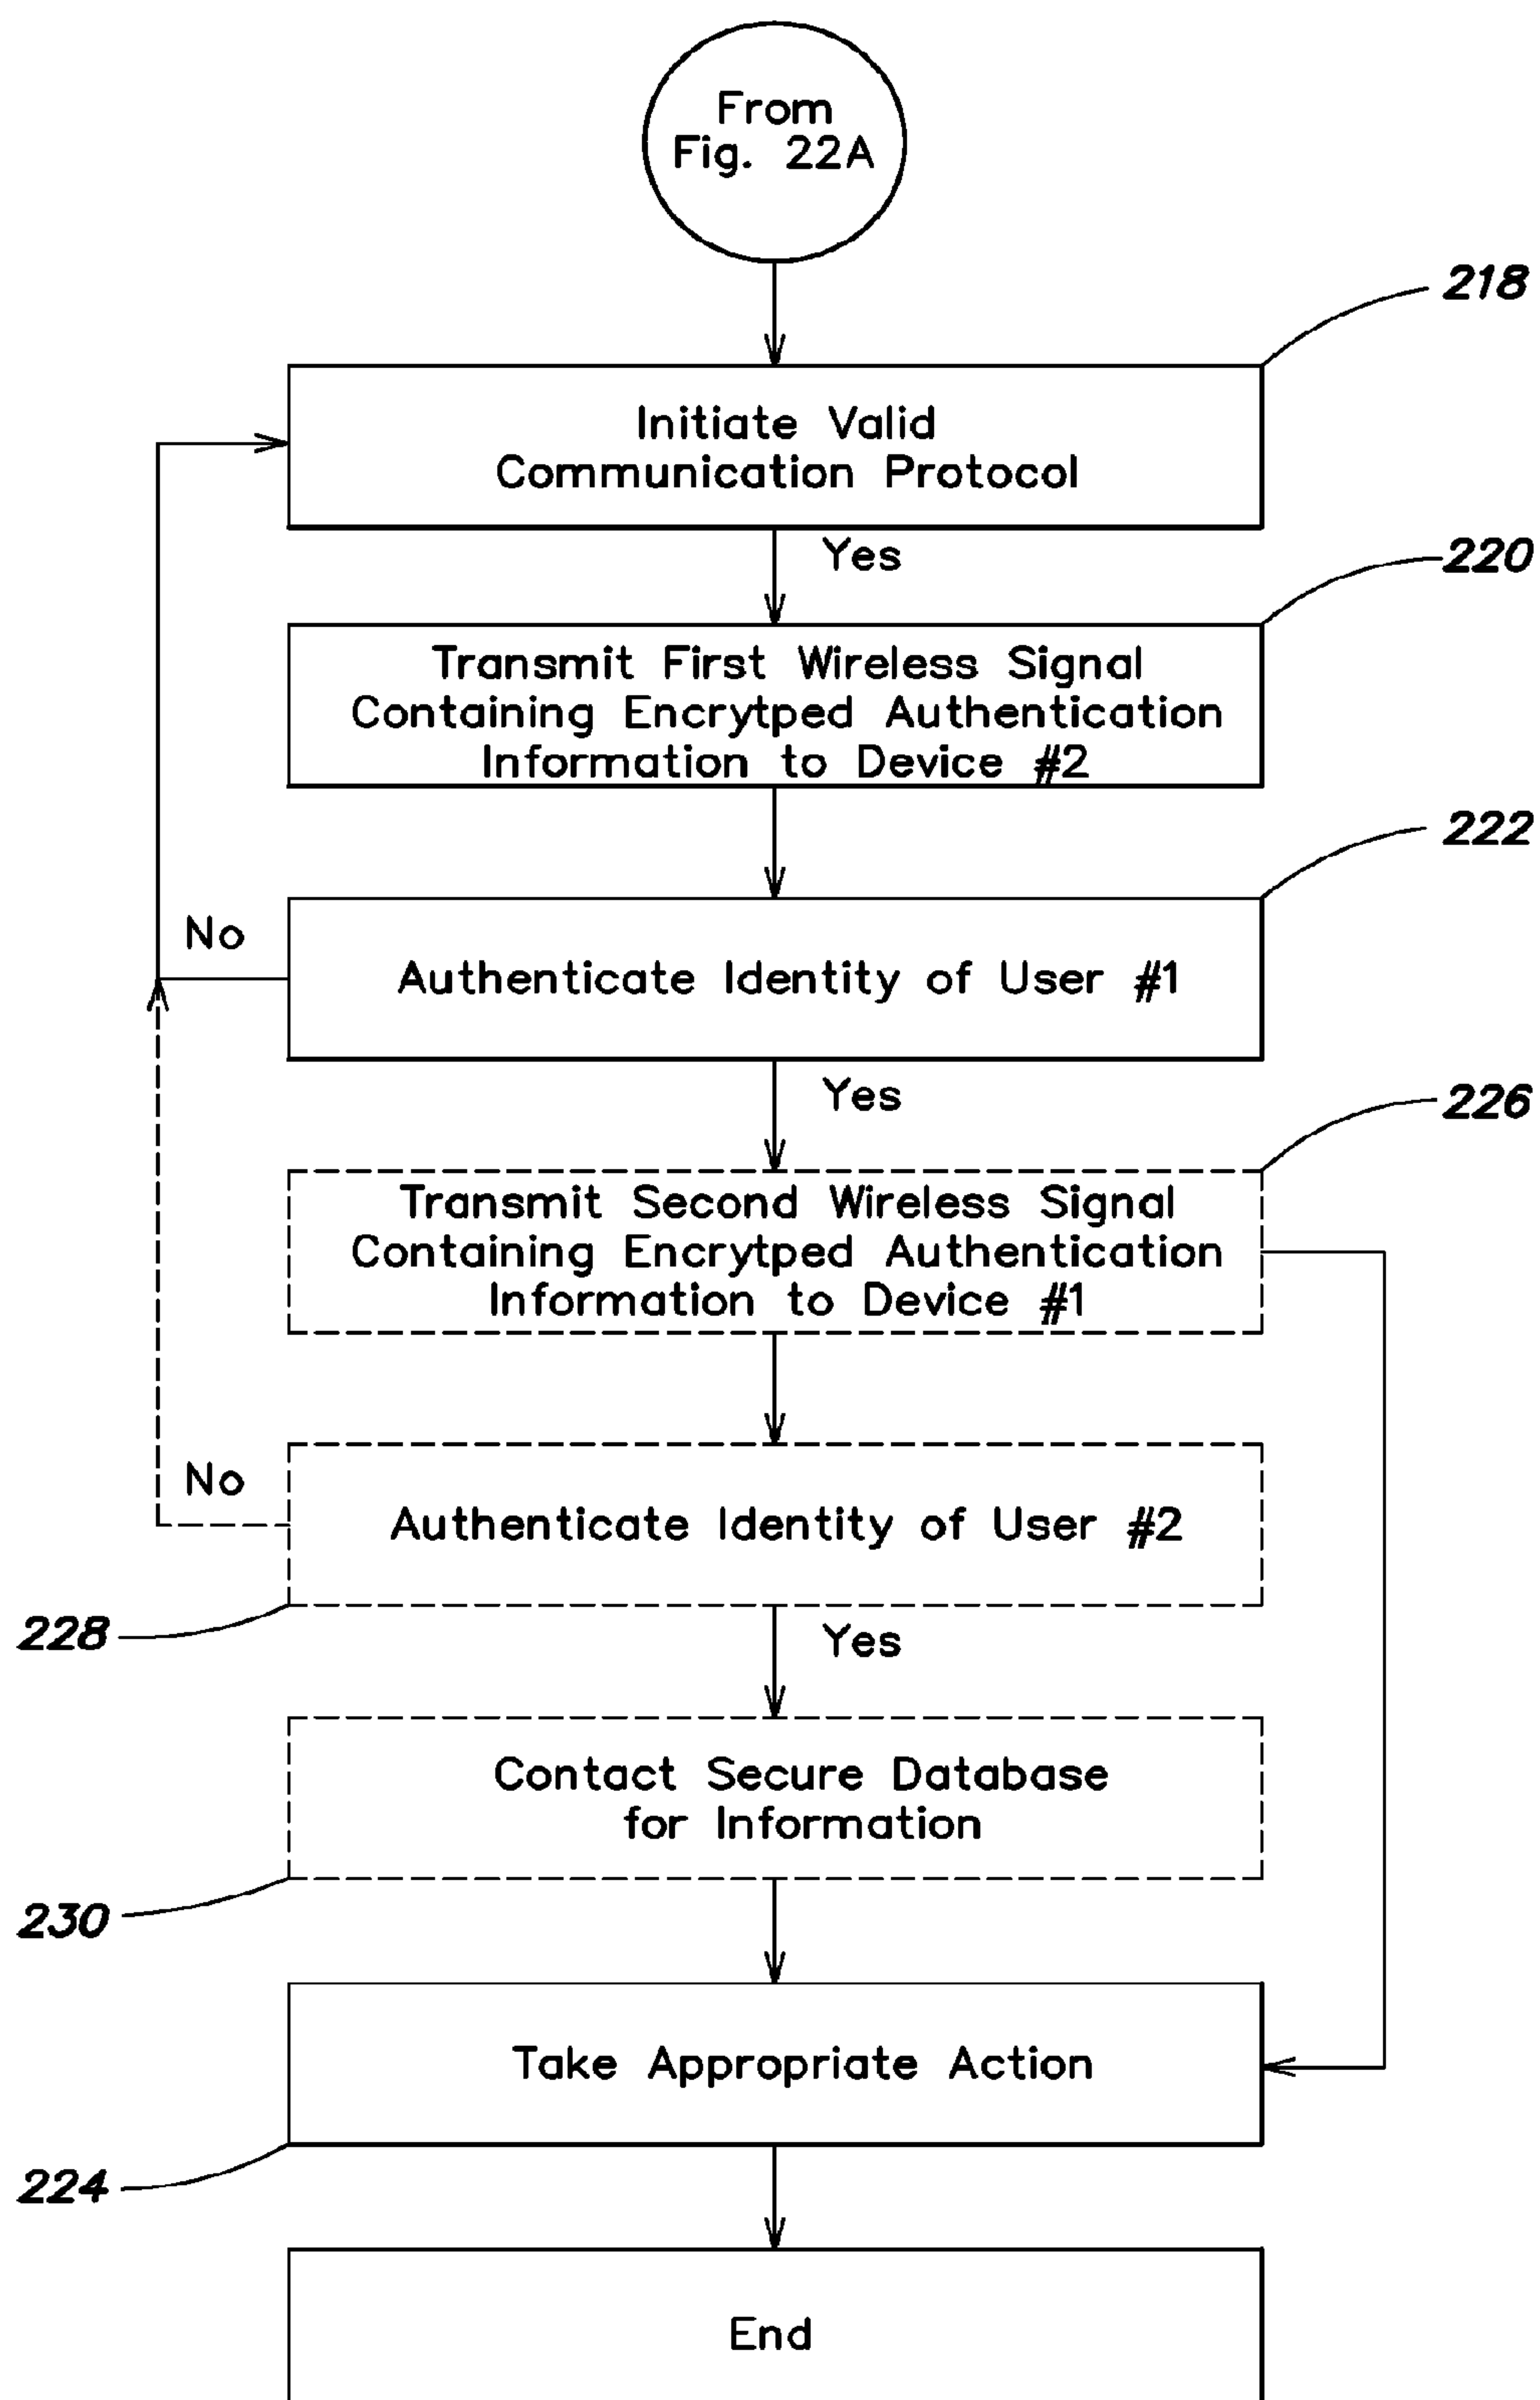 From
Fig. 22A
218
Initiate Valid
Communication Protocol
Yes
220
Transmit First Wireless Signal
Containing Encrytped Authentication
Information to Device #2
222
No
Authenticate Identity of User #1
Yes
226
Transmit Second Wireless Signal
Containing Encrytped Authentication
Information to Device #1
No
Authenticate Identity of User #2
228
Yes
Contact Secure Database
for Information
230
Take Appropriate Action
224
End